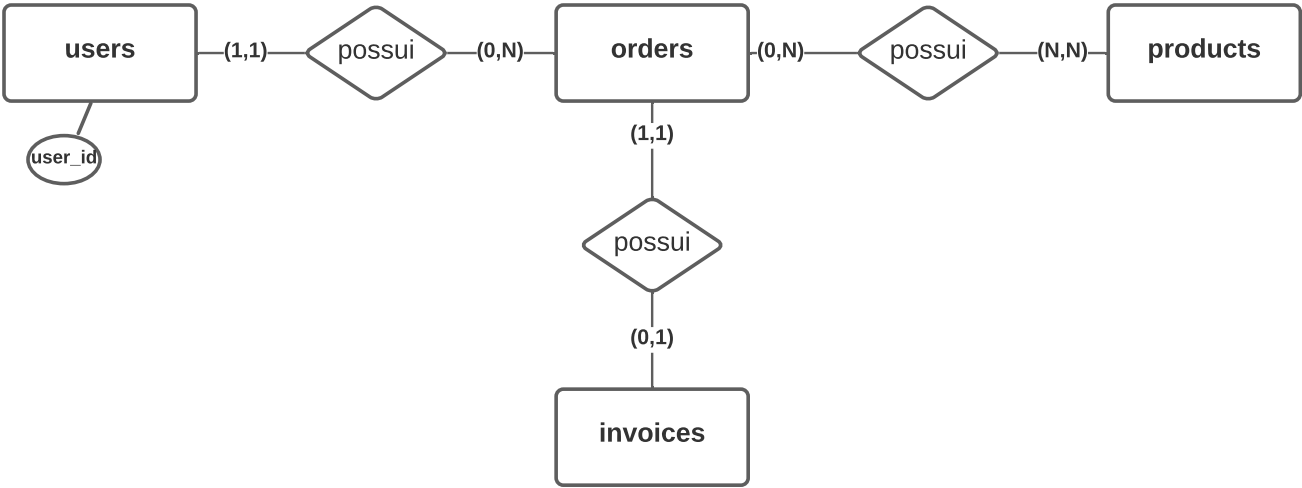 users
(1,1)
possui
(0,N)
orders
(0,N)
possui
(N,N)
products
user_id
(1,1)
possui
(0,1)
invoices